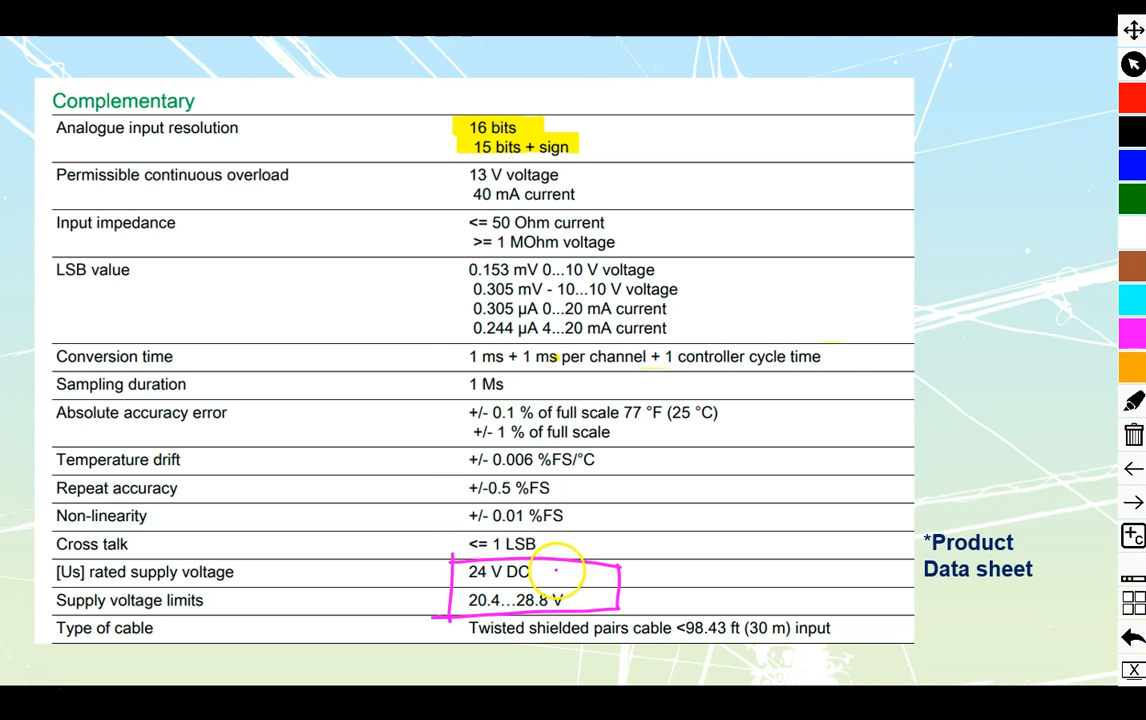 Complementary
Analogue input resolution 16 bits
15 bits + sign
Permissible continuous overload 13 V voltage
40 mA current
Input impedance <= 50 Ohm current
>= 1 MOhm voltage
LSB value 0.153 mV 0...10 V voltage
0.305 mV - 10...10 V voltage
0.305 µA 0...20 mA current
0.244 µA 4...20 mA current
Conversion time 1 ms + 1 ms per channel + 1 controller cycle time
Sampling duration 1 Ms
Absolute accuracy error +/- 0.1 % of full scale 77 °F (25 °C)
+/- 1 % of full scale
Temperature drift +/- 0.006 %FS/°C
Repeat accuracy +/-0.5 %FS
Non-linearity +/- 0.01 %FS
Cross talk <= 1 LSB
[Us] rated supply voltage 24 V DC
Supply voltage limits 20.4...28.8 V
Type of cable Twisted shielded pairs cable <98.43 ft (30 m) input
*Product
Data sheet